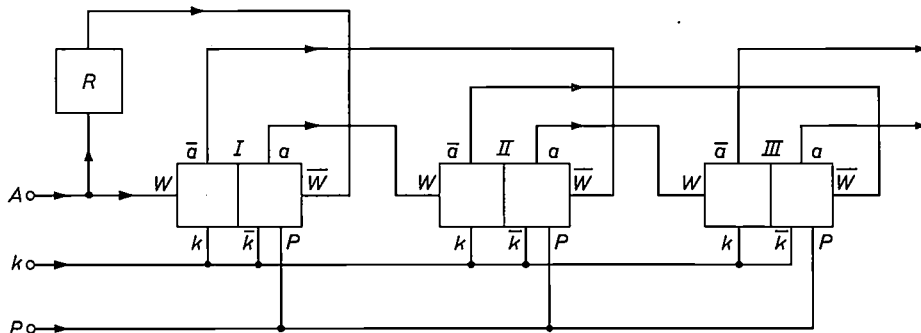 R
a̅ I a
a̅ II a
a̅ III a
A W W̅ W W̅ W W̅
k k̅ P k k̅ P k k̅ P
k
P